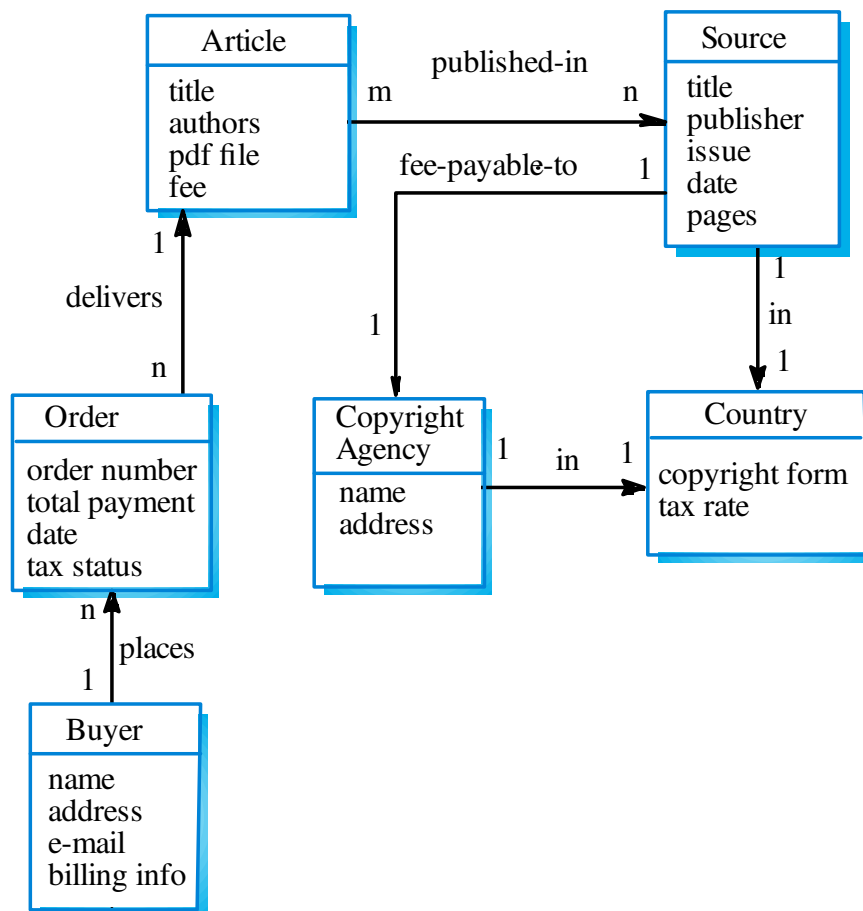 Article
title
authors
pdf file
fee
published-in
m
n
Source
title
publisher
issue
date
pages
fee-payable-to
1
1
1
in
1
1
delivers
n
Order
order number
total payment
date
tax status
Copyright
Agency
name
address
1
in
1
Country
copyright form
tax rate
n
places
1
Buyer
name
address
e-mail
billing info